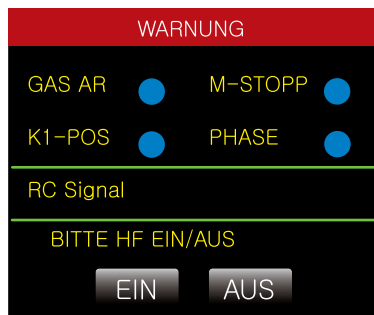 WARNUNG
GAS AR M-STOPP
K1-POS PHASE
RC Signal
BITTE HF EIN/AUS
EIN AUS